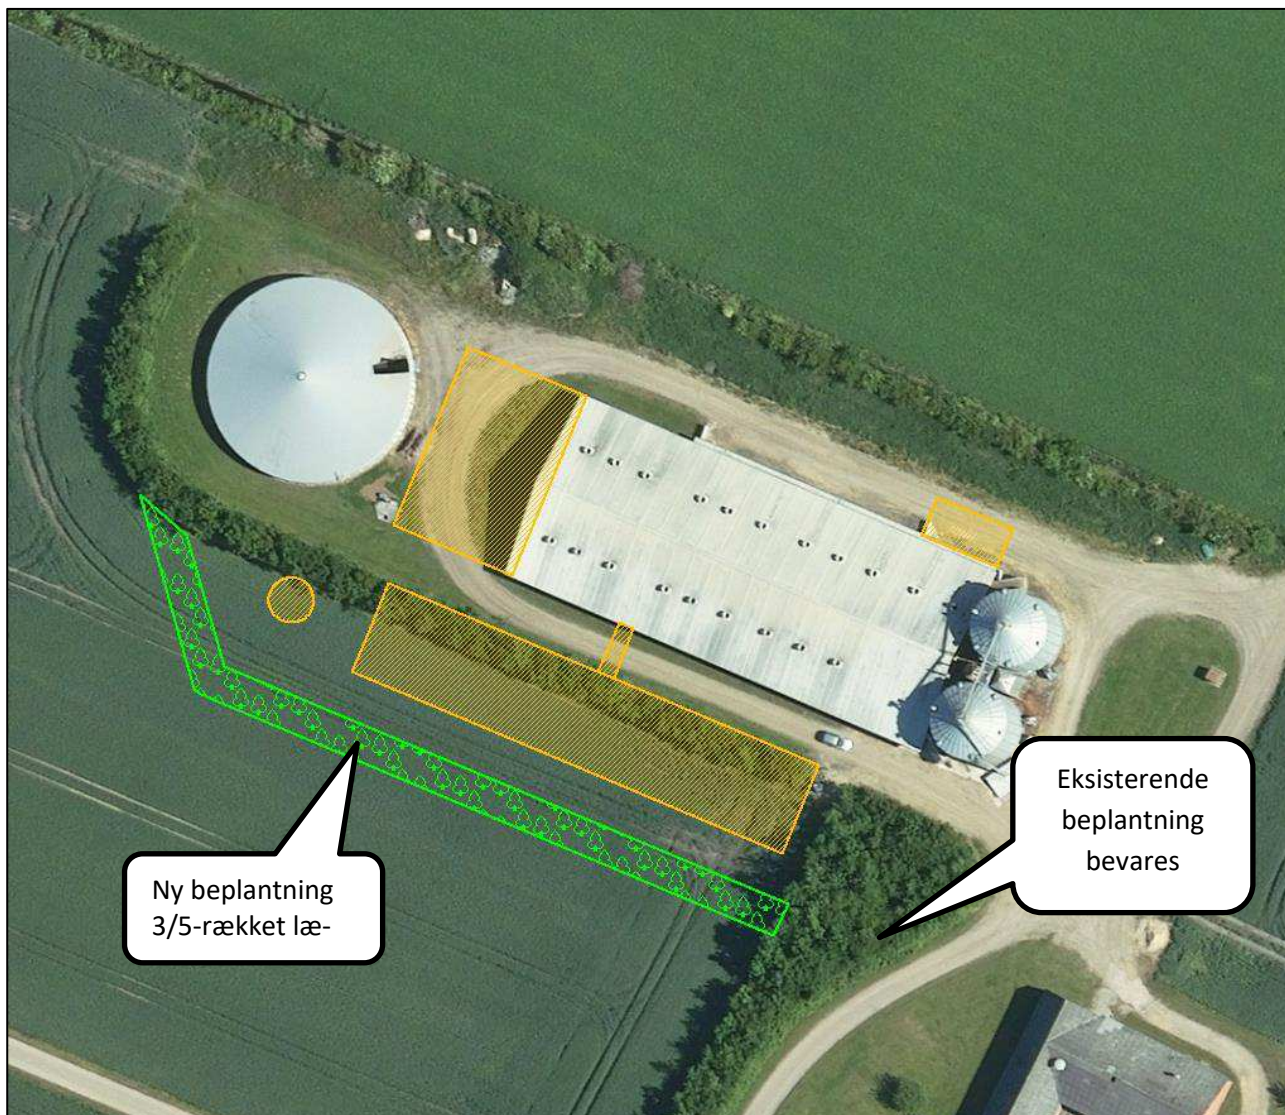 Eksisterende
beplantning
bevares
Ny beplantning
3/5-rækket læ-